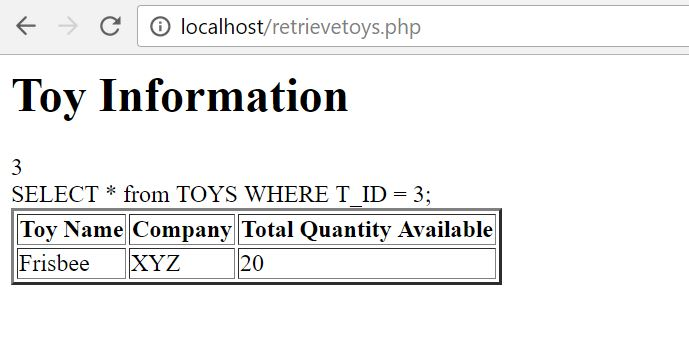 localhost/retrievetoys.php
Toy Information
3
SELECT * from TOYS WHERE T_ID = 3;
Toy Name Company Total Quantity Available
Frisbee XYZ 20